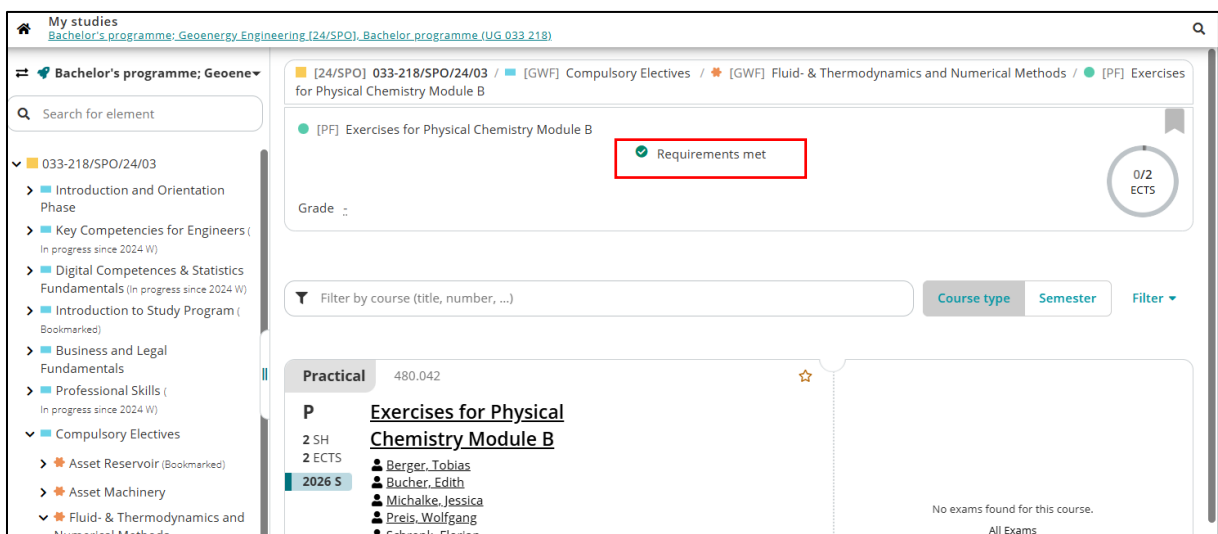 My studies
Bachelor's programme; Geoenergy Engineering [24/SPO], Bachelor programme (UG 033 218)
Bachelor's programme; Geoene
Search for element
033-218/SPO/24/03
Introduction and Orientation
Phase
Key Competencies for Engineers (
In progress since 2024 W)
Digital Competences & Statistics
Fundamentals (In progress since 2024 W)
Introduction to Study Program (
Bookmarked)
Business and Legal
Fundamentals
Professional Skills (
In progress since 2024 W)
Compulsory Electives
Asset Reservoir (Bookmarked)
Asset Machinery
Fluid- & Thermodynamics and
Numerical Methods
[24/SPO] 033-218/SPO/24/03 / [GWF] Compulsory Electives / [GWF] Fluid- & Thermodynamics and Numerical Methods / [PF] Exercises
for Physical Chemistry Module B
[PF] Exercises for Physical Chemistry Module B
Requirements met
0/2
ECTS
Grade -
Filter by course (title, number, ...)
Course type
Semester
Filter
Practical 480.042
P
2 SH
2 ECTS
2026 S
Exercises for Physical
Chemistry Module B
Berger, Tobias
Bucher, Edith
Michalke, Jessica
Preis, Wolfgang
Schrank, Florian
No exams found for this course.
All Exams